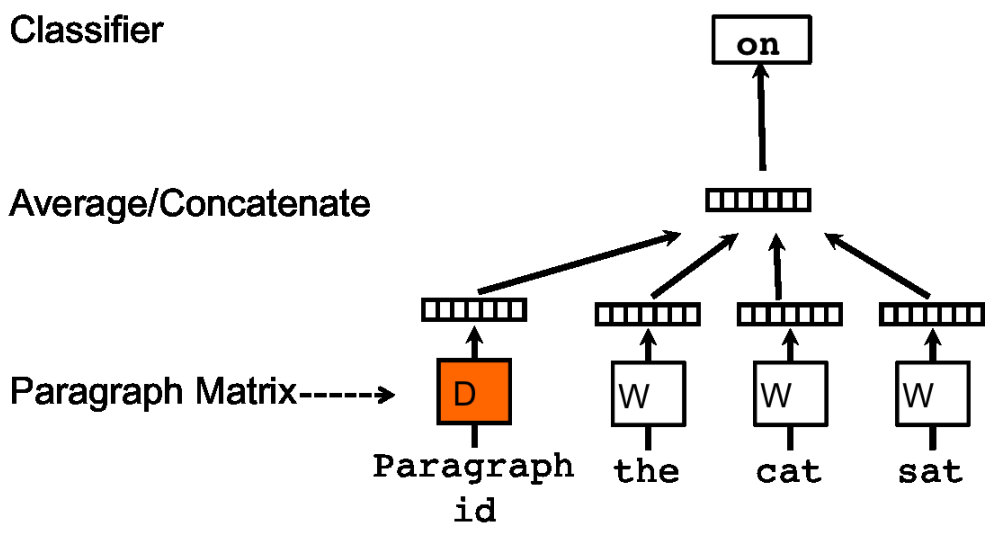 Classifier
on
Average/Concatenate
Paragraph Matrix
D
W
W
W
Paragraph
id
the
cat
sat